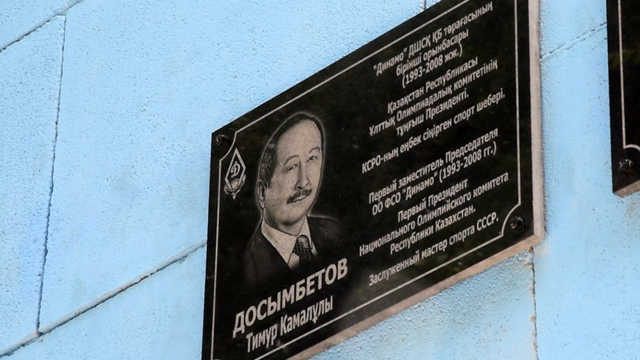 "Динамо" ДШСҚ ҚБ төрағасының
бірінші орынбасары
(1993-2008 жж.)
Қазақстан Республикасы
Ұлттық Олимпиадалық комитетінің
тұңғыш Президенті.
КСРО-ның еңбек сіңірген спорт шебері.
Первый заместитель Председателя
ОО ФСО "Динамо" (1993-2008 гг.)
Первый Президент
Национального Олимпийского комитета
Республики Казахстан.
Заслуженный мастер спорта СССР.
ДОСЫМБЕТОВ
Тимур Камалұлы